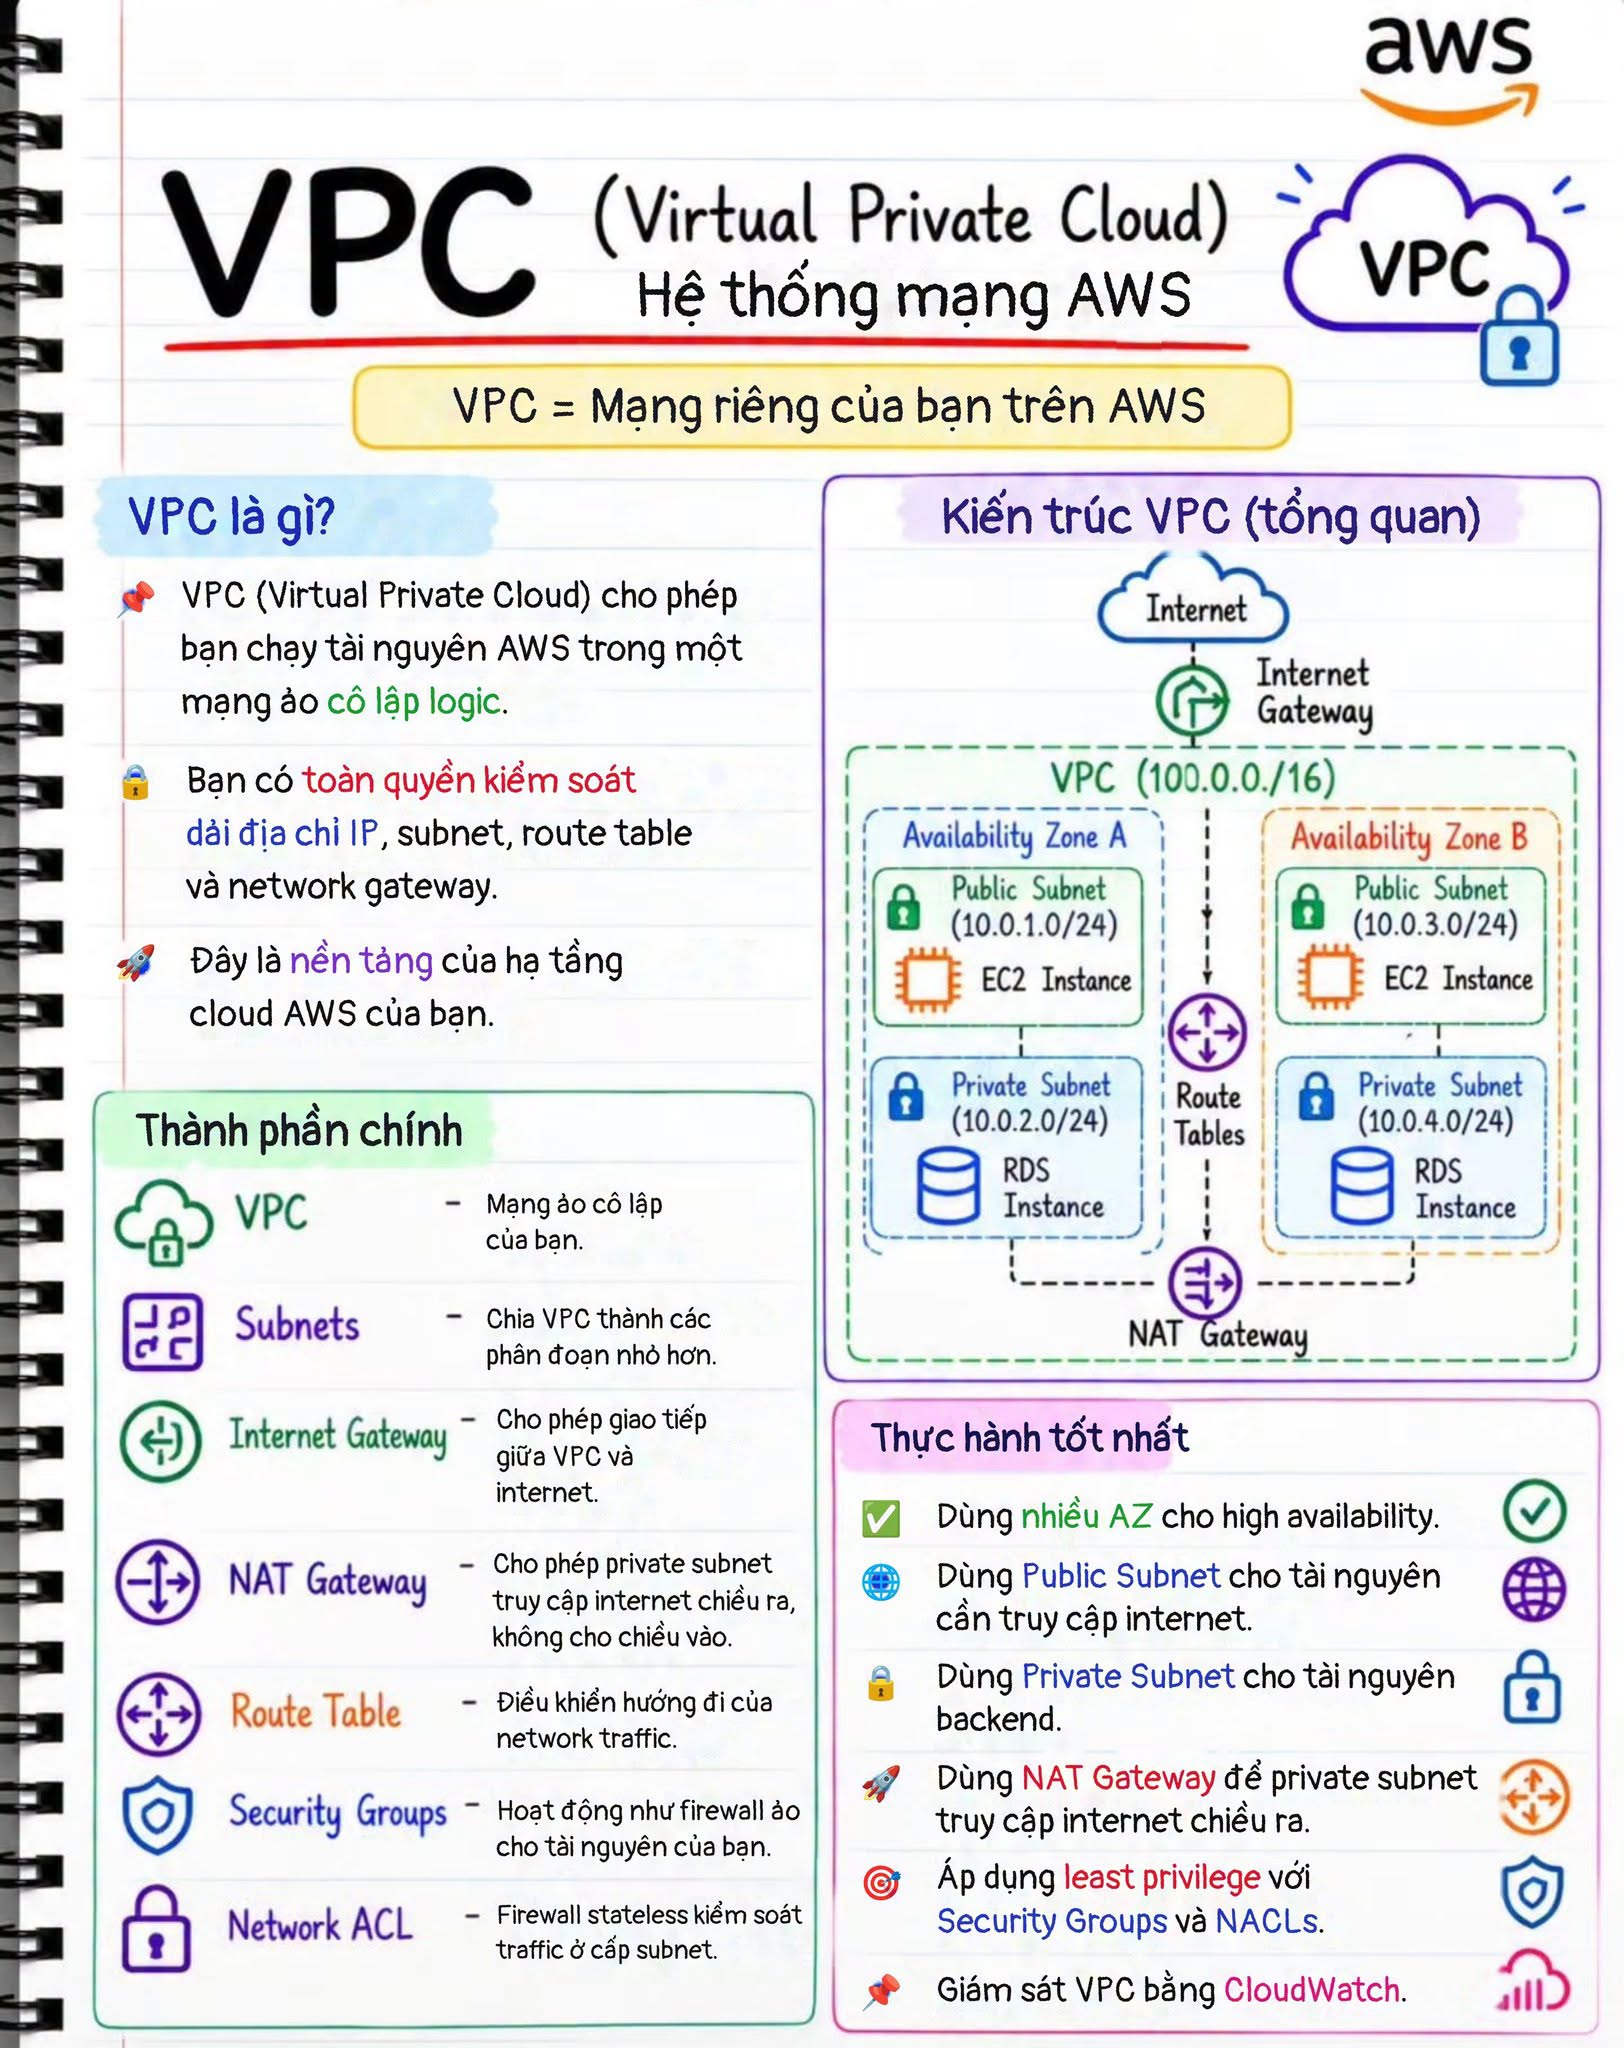 aws
VPC
(Virtual Private Cloud)
Hệ thống mạng AWS
VPC
VPC = Mạng riêng của bạn trên AWS
VPC là gì?
📌 VPC (Virtual Private Cloud) cho phép
bạn chạy tài nguyên AWS trong một
mạng ảo cô lập logic.
🔒 Bạn có toàn quyền kiểm soát
dải địa chỉ IP, subnet, route table
và network gateway.
🚀 Đây là nền tảng của hạ tầng
cloud AWS của bạn.
Thành phần chính
VPC - Mạng ảo cô lập
của bạn.
Subnets - Chia VPC thành các
phân đoạn nhỏ hơn.
Internet Gateway - Cho phép giao tiếp
giữa VPC và
internet.
NAT Gateway - Cho phép private subnet
truy cập internet chiều ra,
không cho chiều vào.
Route Table - Điều khiển hướng đi của
network traffic.
Security Groups - Hoạt động như firewall ảo
cho tài nguyên của bạn.
Network ACL - Firewall stateless kiểm soát
traffic ở cấp subnet.
Kiến trúc VPC (tổng quan)
Internet
Internet
Gateway
VPC (100.0.0./16)
Availability Zone A
Public Subnet
(10.0.1.0/24)
EC2 Instance
Private Subnet
(10.0.2.0/24)
RDS
Instance
Route
Tables
Availability Zone B
Public Subnet
(10.0.3.0/24)
EC2 Instance
Private Subnet
(10.0.4.0/24)
RDS
Instance
NAT Gateway
Thực hành tốt nhất
✅ Dùng nhiều AZ cho high availability.
🌐 Dùng Public Subnet cho tài nguyên
cần truy cập internet.
🔒 Dùng Private Subnet cho tài nguyên
backend.
🚀 Dùng NAT Gateway để private subnet
truy cập internet chiều ra.
🎯 Áp dụng least privilege với
Security Groups và NACLs.
📌 Giám sát VPC bằng CloudWatch.